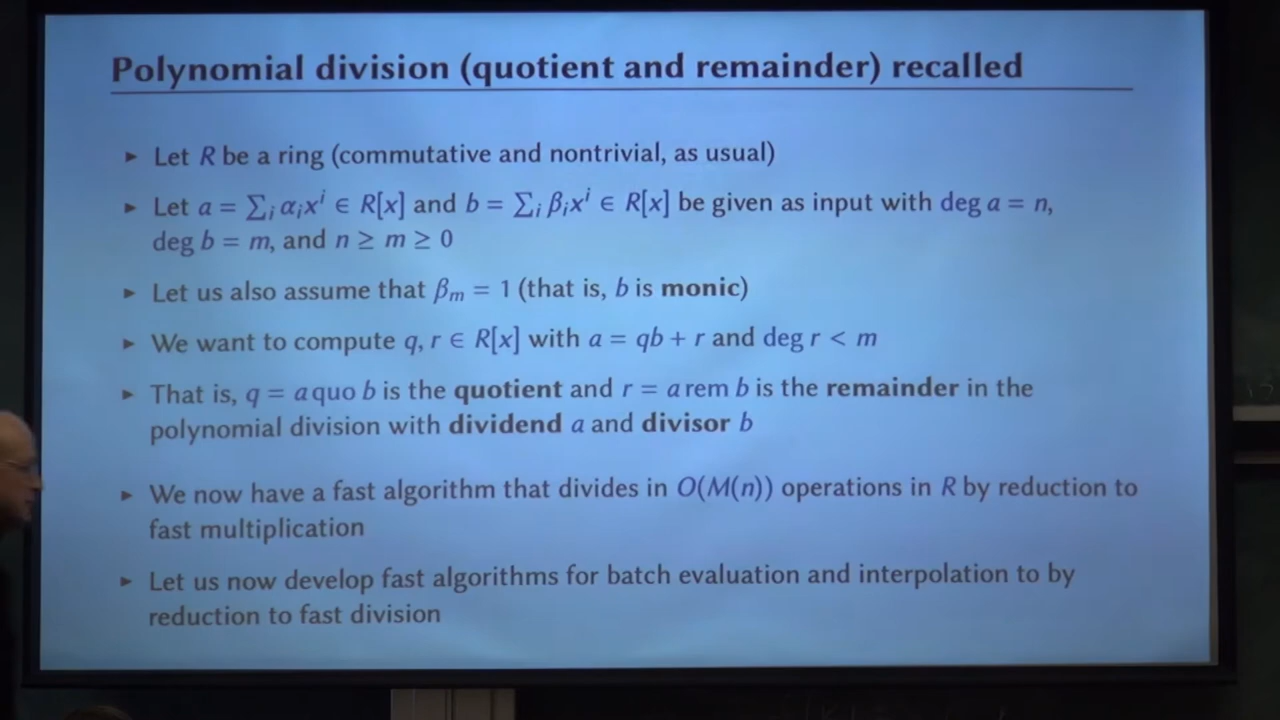 Polynomial division (quotient and remainder) recalled
▸ Let R be a ring (commutative and nontrivial, as usual)
▸ Let a = ∑ᵢ αᵢxⁱ ∈ R[x] and b = ∑ᵢ βᵢxⁱ ∈ R[x] be given as input with deg a = n,
deg b = m, and n ≥ m ≥ 0
▸ Let us also assume that βₘ = 1 (that is, b is monic)
▸ We want to compute q, r ∈ R[x] with a = qb + r and deg r < m
▸ That is, q = a quo b is the quotient and r = a rem b is the remainder in the
polynomial division with dividend a and divisor b
▸ We now have a fast algorithm that divides in O(M(n)) operations in R by reduction to
fast multiplication
▸ Let us now develop fast algorithms for batch evaluation and interpolation to by
reduction to fast division